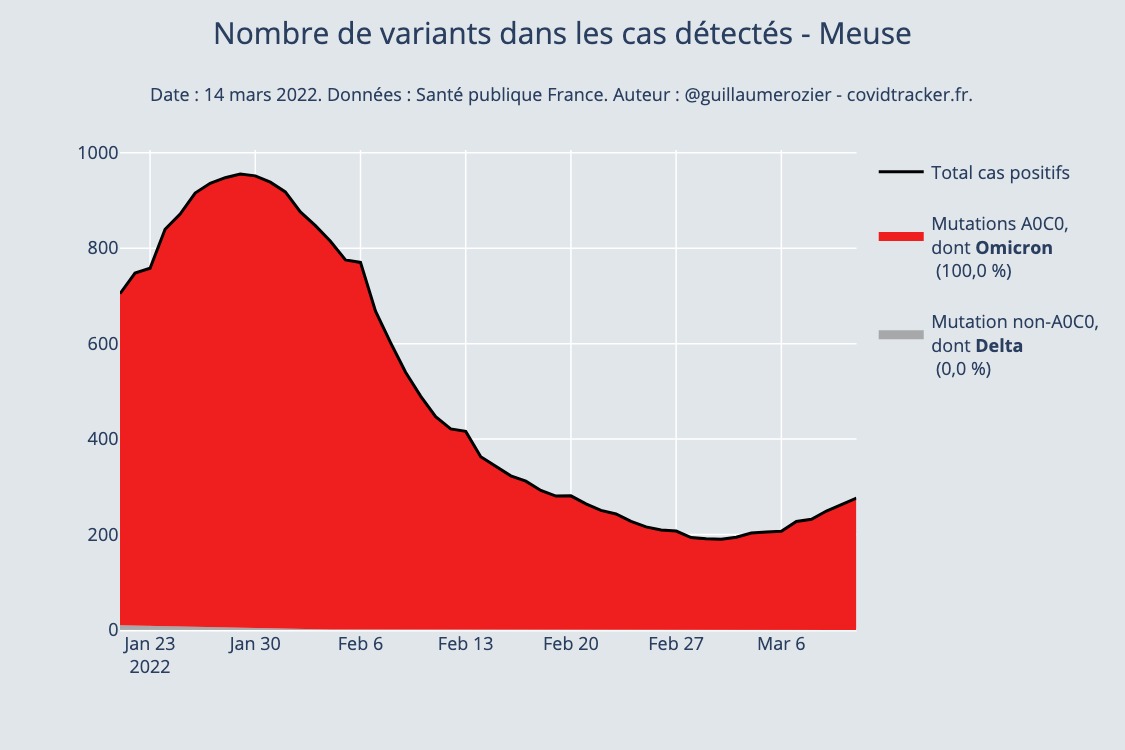 Nombre de variants dans les cas détectés - Meuse
Date : 14 mars 2022. Données : Santé publique France. Auteur : @guillaumerozier - covidtracker.fr.
1000
800
600
400
200
0
Jan 23
2022
Jan 30
Feb 6
Feb 13
Feb 20
Feb 27
Mar 6
Total cas positifs
Mutations A0C0,
dont Omicron
(100,0 %)
Mutation non-A0C0,
dont Delta
(0,0 %)